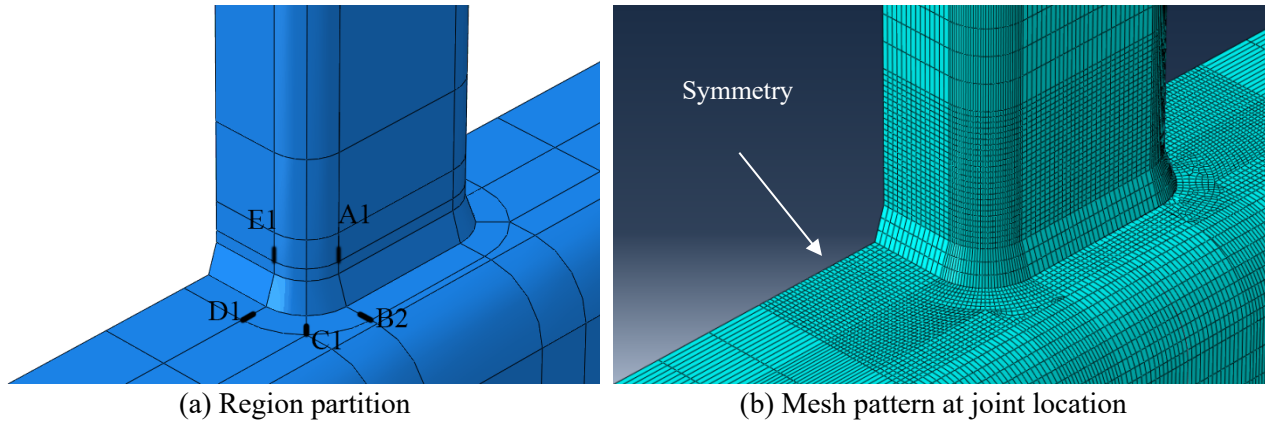 E1
A1
D1
B2
C1
Symmetry
(a) Region partition
(b) Mesh pattern at joint location